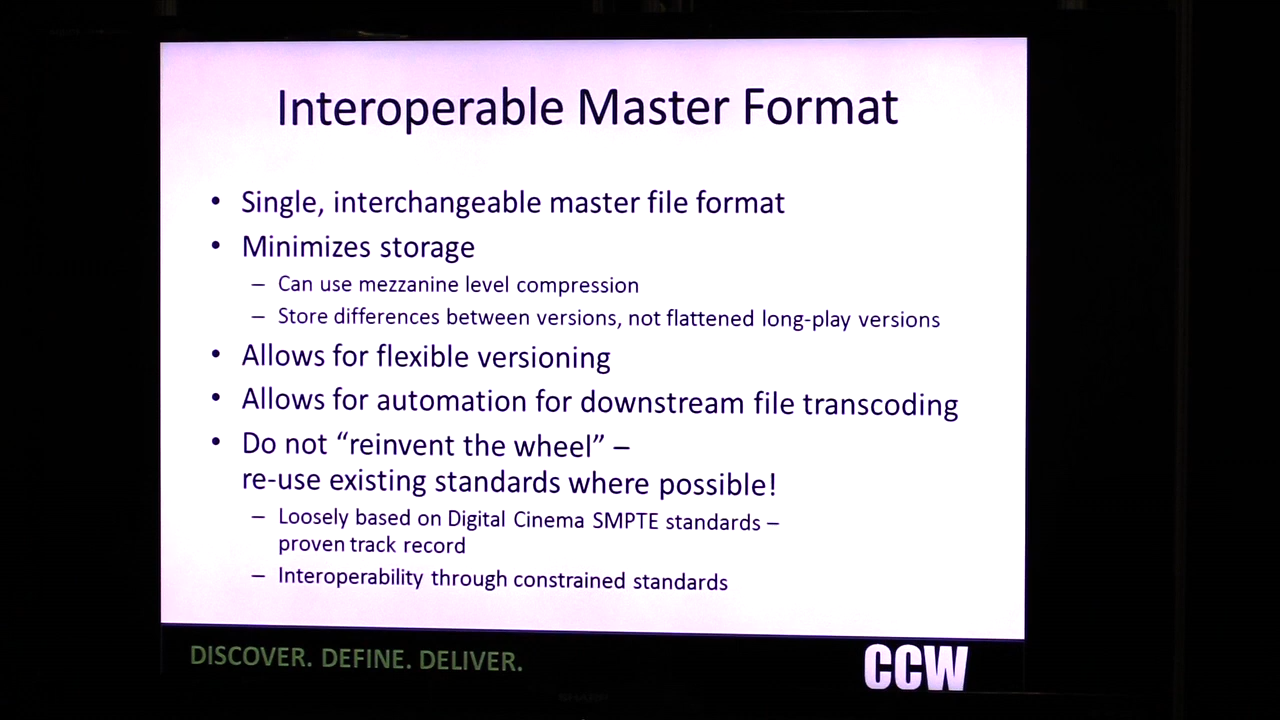 Interoperable Master Format
• Single, interchangeable master file format
• Minimizes storage
– Can use mezzanine level compression
– Store differences between versions, not flattened long-play versions
• Allows for flexible versioning
• Allows for automation for downstream file transcoding
• Do not “reinvent the wheel” –
re-use existing standards where possible!
– Loosely based on Digital Cinema SMPTE standards –
proven track record
– Interoperability through constrained standards
DISCOVER. DEFINE. DELIVER.
CCW